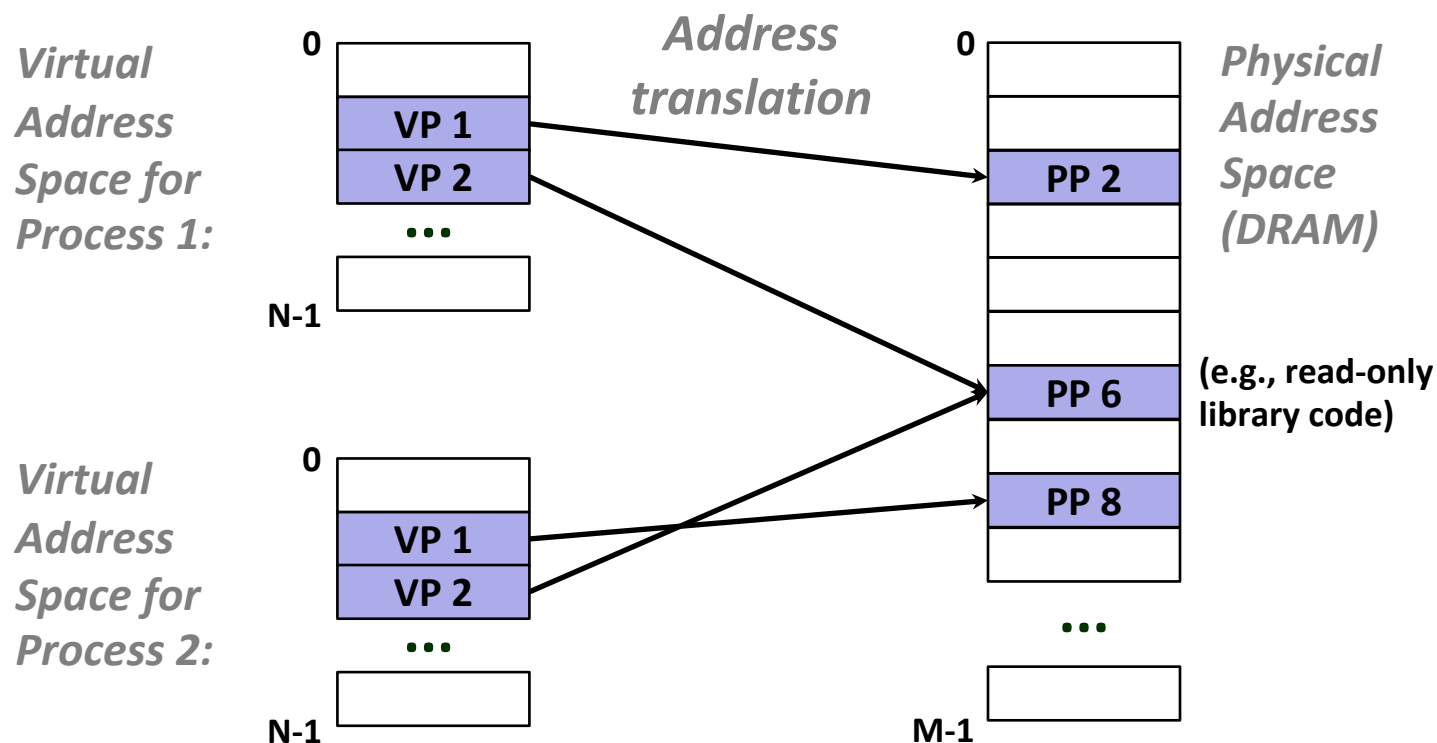 Virtual
Address
Space for
Process 1:
0
VP 1
VP 2
...
N-1
Address
translation
0
PP 2
PP 6
PP 8
...
M-1
Physical
Address
Space
(DRAM)
(e.g., read-only
library code)
Virtual
Address
Space for
Process 2:
0
VP 1
VP 2
...
N-1